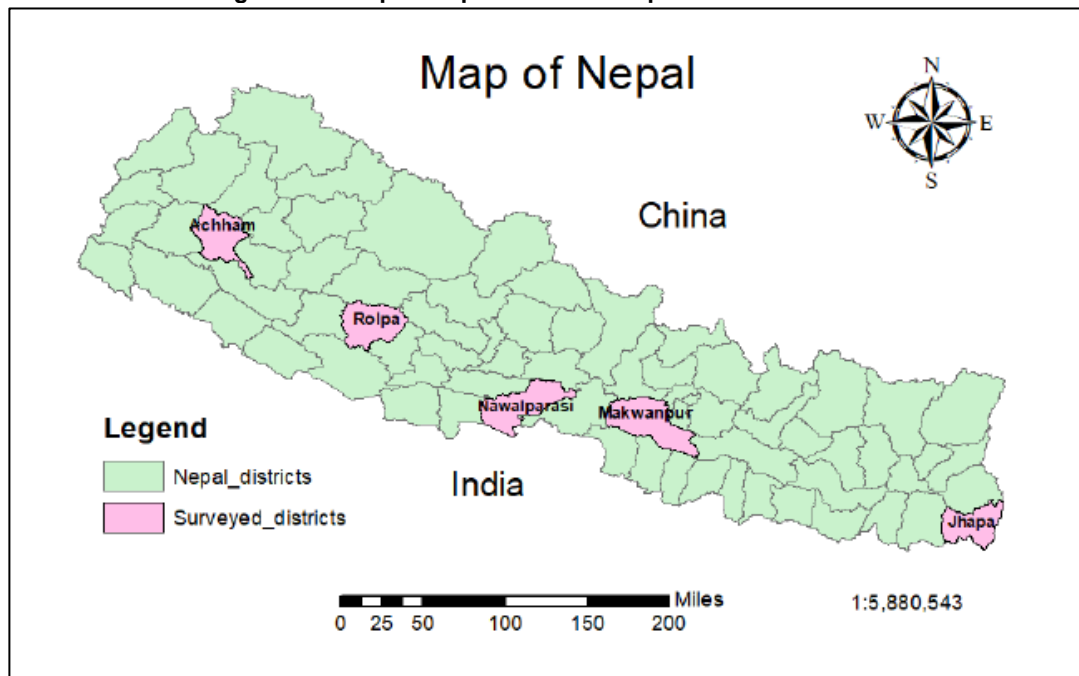 Map of Nepal
N
W
E
S
China
Achham
Rolpa
Nawalparasi
Makwanpur
Legend
Nepal_districts
India
Surveyed_districts
Jhapa
Miles
1:5,880,543
0 25 50 100 150 200